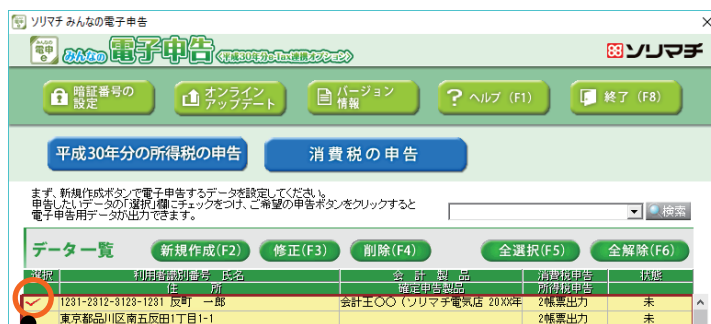 ソリマチ みんなの電子申告
みんなの電子申告 (平成30年分e-Tax連携オプション)
ソリマチ
暗証番号の設定
オンラインアップデート
バージョン情報
? ヘルプ (F1)
終了 (F8)
平成30年分の所得税の申告
消費税の申告
まず、新規作成ボタンで電子申告するデータを設定してください。
申告したいデータの「選択」欄にチェックをつけ、ご希望の申告ボタンをクリックすると
電子申告用データが出力できます。
検索
データ一覧
新規作成(F2)
修正(F3)
削除(F4)
全選択(F5)
全解除(F6)
選択 利用者識別番号 氏名 会計製品 消費税申告 状態
住所 確定申告製品 所得税申告
1231-2312-3123-1231 反町 一郎 会計王〇〇(ソリマチ電気店 20XX年 2帳票出力 未
東京都品川区南五反田1丁目1-1 2帳票出力 未